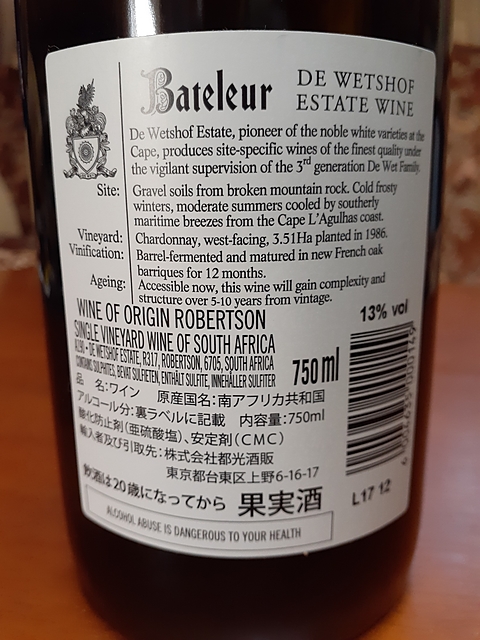 Bateleur
DE WETSHOF
ESTATE WINE
De Wetshof Estate, pioneer of the noble white varieties at the
Cape, produces site-specific wines of the finest quality under
the vigilant supervision of the 3rd generation De Wet Family.
Site: Gravel soils from broken mountain rock. Cold frosty
winters, moderate summers cooled by southerly
maritime breezes from the Cape L'Agulhas coast.
Vineyard: Chardonnay, west-facing, 3.51Ha planted in 1986.
Vinification: Barrel-fermented and matured in new French oak
barriques for 12 months.
Ageing: Accessible now, this wine will gain complexity and
structure over 5-10 years from vintage.
WINE OF ORIGIN ROBERTSON
13% vol
SINGLE VINEYARD WINE OF SOUTH AFRICA
A190 • DE WETSHOF ESTATE, R317, ROBERTSON, 6705, SOUTH AFRICA
CONTAINS SULPHITES, BEVAT SULFIETEN, ENTHÄLT SULFITE, INNEHÅLLER SULFITER
750ml
品 名:ワイン 原産国名:南アフリカ共和国
アルコール分:裏ラベルに記載 内容量:750ml
酸化防止剤(亜硫酸塩)、安定剤(CMC)
輸入者及び引取先:株式会社都光酒販
東京都台東区上野6-16-17
飲酒は20歳になってから 果実酒
L17 12
ALCOHOL ABUSE IS DANGEROUS TO YOUR HEALTH